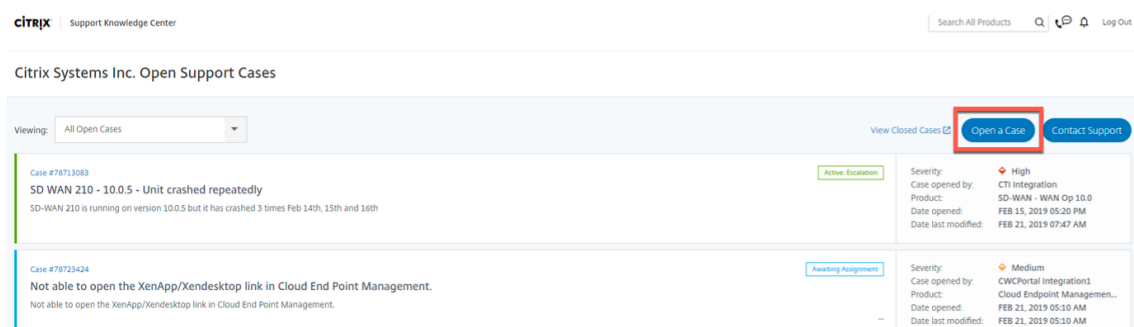 CITRIX Support Knowledge Center
Search All Products
Log Out
Citrix Systems Inc. Open Support Cases
Viewing: All Open Cases
View Closed Cases
Open a Case
Contact Support
Case #78713083
Active: Escalation
SD WAN 210 - 10.0.5 - Unit crashed repeatedly
SD-WAN 210 is running on version 10.0.5 but it has crashed 3 times Feb 14th, 15th and 16th
Severity: High
Case opened by: CTI Integration
Product: SD-WAN - WAN Op 10.0
Date opened: FEB 15, 2019 05:20 PM
Date last modified: FEB 21, 2019 07:47 AM
Case #78723424
Awaiting Assignment
Not able to open the XenApp/Xendesktop link in Cloud End Point Management.
Not able to open the XenApp/Xendesktop link in Cloud End Point Management.
Severity: Medium
Case opened by: CWCPortal Integration1
Product: Cloud Endpoint Managemen...
Date opened: FEB 21, 2019 05:10 AM
Date last modified: FEB 21, 2019 05:10 AM